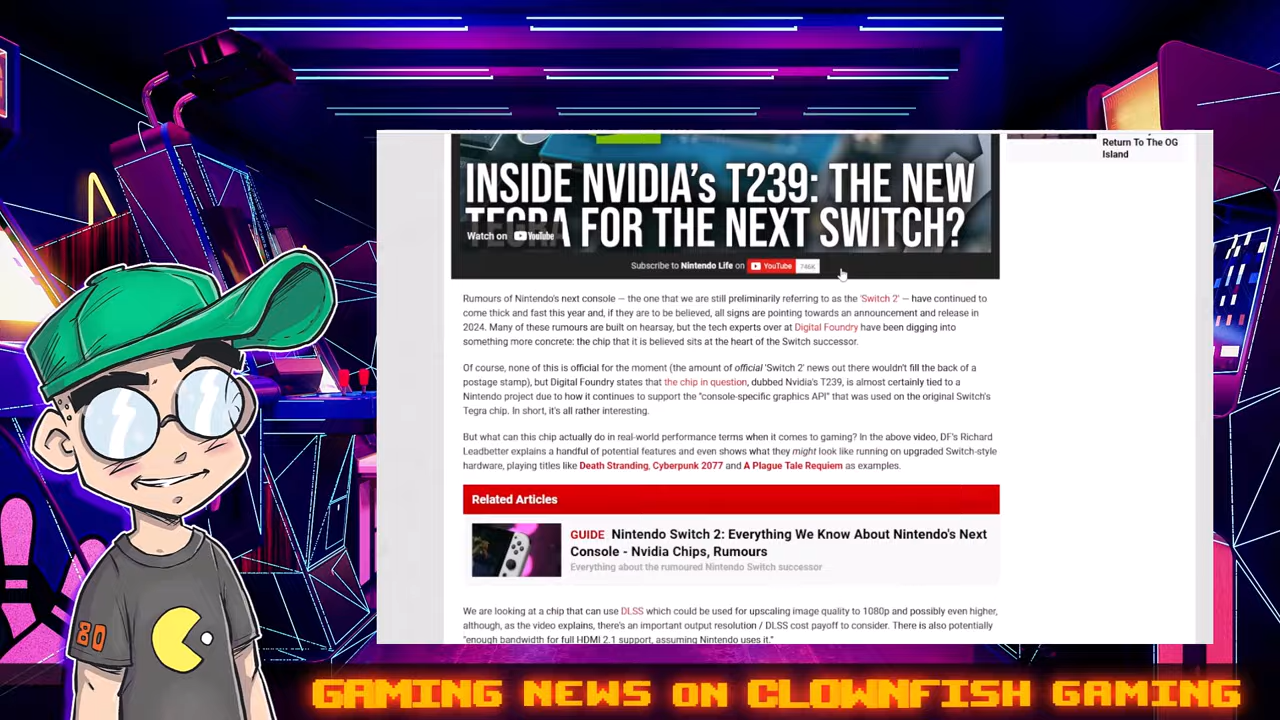 Return To The OG
Island
INSIDE NVIDIA's T239: THE NEW
TEGRA FOR THE NEXT SWITCH?
Watch on YouTube
Subscribe to Nintendo Life on YouTube 746K
Rumours of Nintendo's next console — the one that we are still preliminarily referring to as the 'Switch 2' — have continued to
come thick and fast this year and, if they are to be believed, all signs are pointing towards an announcement and release in
2024. Many of these rumours are built on hearsay, but the tech experts over at Digital Foundry have been digging into
something more concrete: the chip that it is believed sits at the heart of the Switch successor.
Of course, none of this is official for the moment (the amount of official 'Switch 2' news out there wouldn't fill the back of a
postage stamp), but Digital Foundry states that the chip in question, dubbed Nvidia's T239, is almost certainly tied to a
Nintendo project due to how it continues to support the "console-specific graphics API" that was used on the original Switch's
Tegra chip. In short, it's all rather interesting.
But what can this chip actually do in real-world performance terms when it comes to gaming? In the above video, DF's Richard
Leadbetter explains a handful of potential features and even shows what they might look like running on upgraded Switch-style
hardware, playing titles like Death Stranding, Cyberpunk 2077 and A Plague Tale Requiem as examples.
Related Articles
GUIDE Nintendo Switch 2: Everything We Know About Nintendo's Next
Console - Nvidia Chips, Rumours
Everything about the rumoured Nintendo Switch successor
We are looking at a chip that can use DLSS which could be used for upscaling image quality to 1080p and possibly even higher,
although, as the video explains, there's an important output resolution / DLSS cost payoff to consider. There is also potentially
"enough bandwidth for full HDMI 2.1 support, assuming Nintendo uses it."
80
GAMING NEWS ON CLOWNFISH GAMING